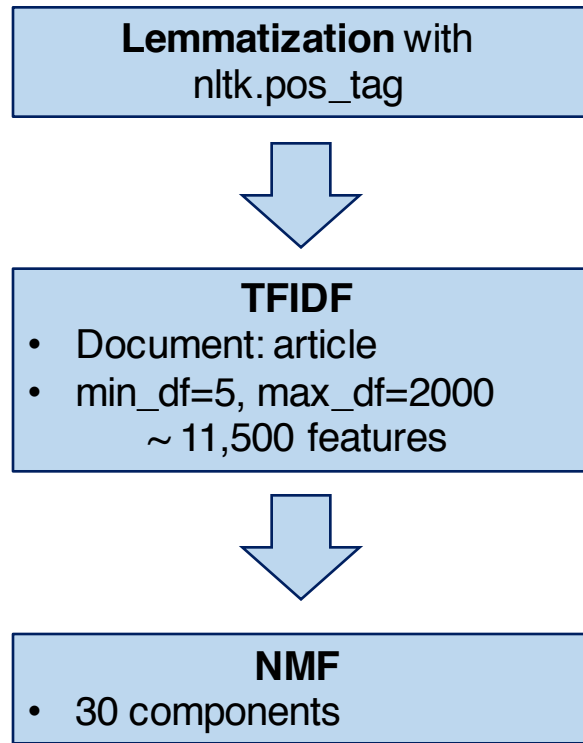 Lemmatization with
nltk.pos_tag
TFIDF
• Document: article
• min_df=5, max_df=2000
~ 11,500 features
NMF
• 30 components